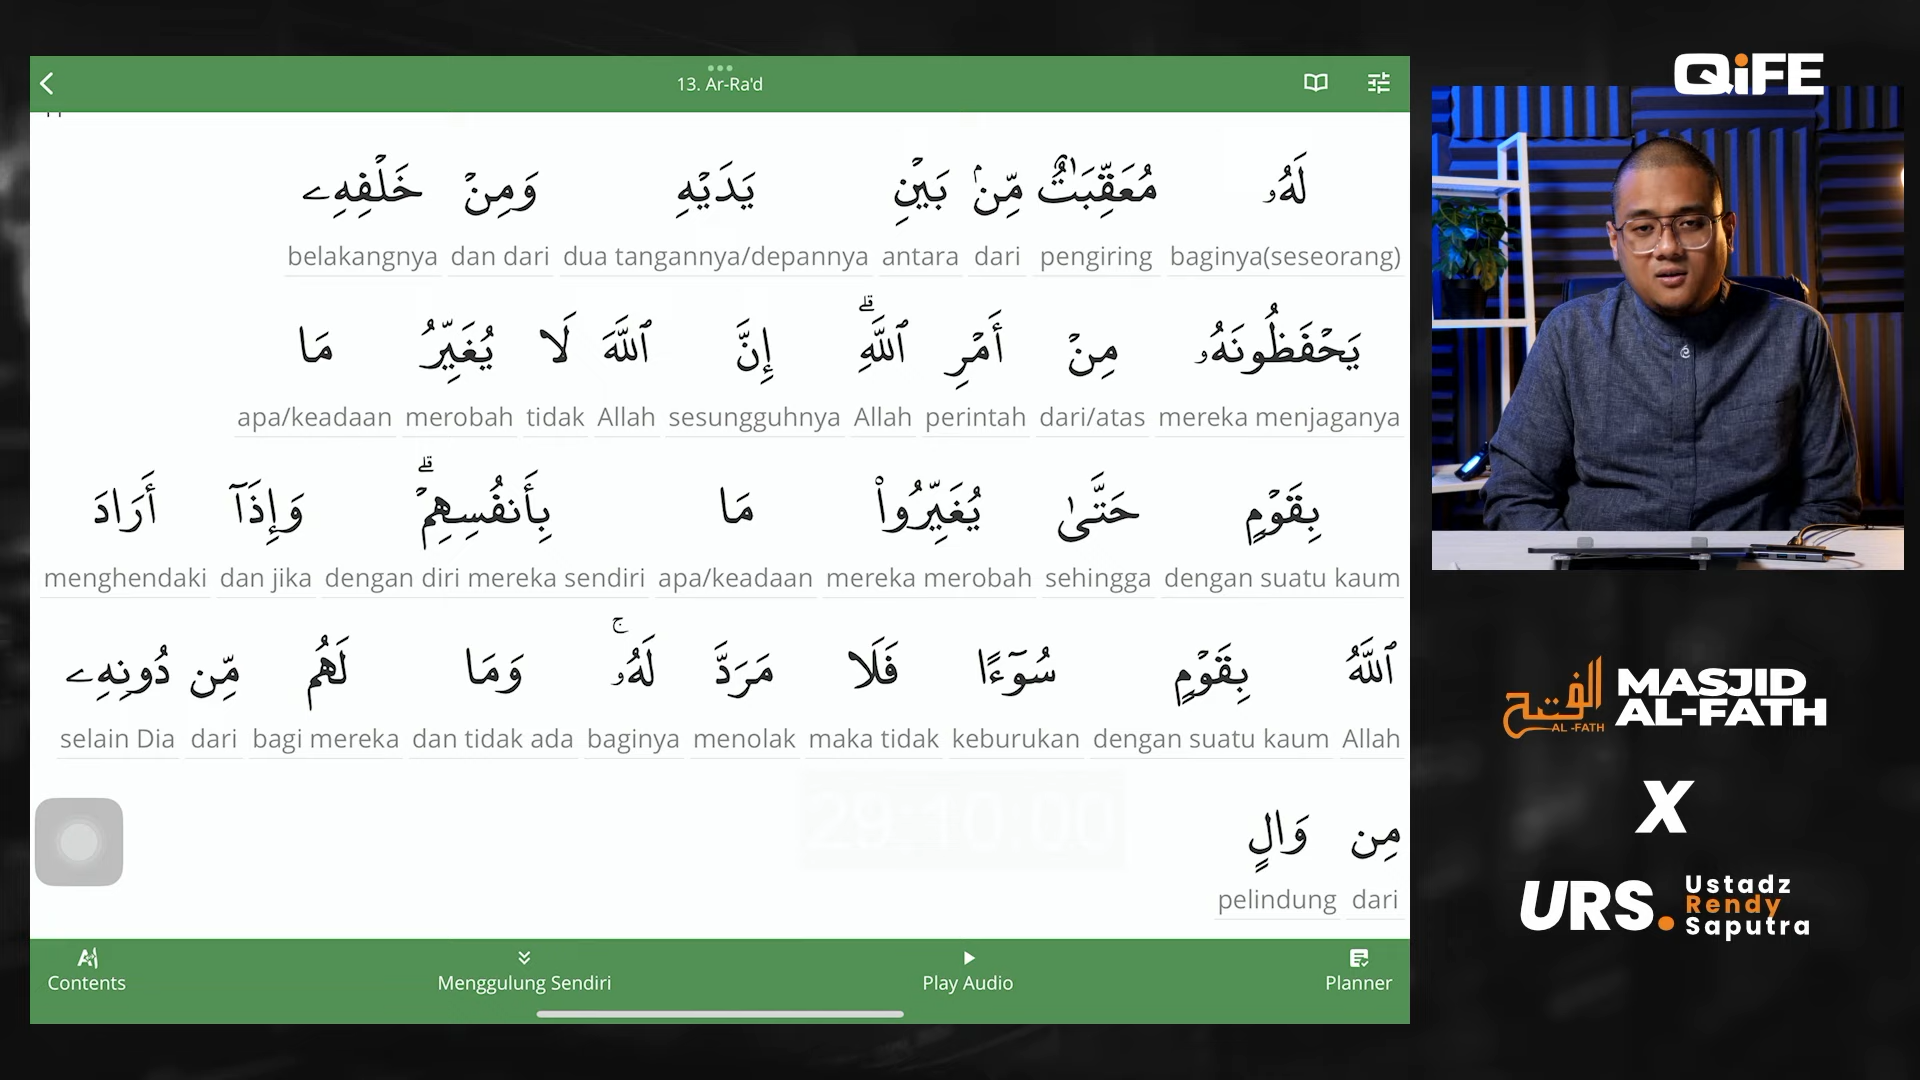 13. Ar-Ra'd
لَهُۥ مُعَقِّبَٰتٌ مِّنۢ بَيْنِ يَدَيْهِ وَمِنْ خَلْفِهِۦ
baginya(seseorang) pengiring dari antara dua tangannya/depannya dan dari belakangnya
يَحْفَظُونَهُۥ مِنْ أَمْرِ ٱللَّهِ ۗ إِنَّ ٱللَّهَ لَا يُغَيِّرُ مَا
mereka menjaganya dari/atas perintah Allah sesungguhnya Allah tidak merobah apa/keadaan
بِقَوْمٍ حَتَّىٰ يُغَيِّرُوا۟ مَا بِأَنفُسِهِمْ ۗ وَإِذَآ أَرَادَ
dengan suatu kaum sehingga mereka merobah apa/keadaan dengan diri mereka sendiri dan jika menghendaki
ٱللَّهُ بِقَوْمٍ سُوٓءًا فَلَا مَرَدَّ لَهُۥ ۚ وَمَا لَهُم مِّن دُونِهِۦ
Allah dengan suatu kaum keburukan maka tidak menolak baginya dan tidak ada bagi mereka dari selain Dia
مِن وَالٍ
dari pelindung
29:10:00
Contents
Menggulung Sendiri
Play Audio
Planner
QiFE
الفتح
AL-FATH
MASJID
AL-FATH
X
URS.
Ustadz
Rendy
Saputra